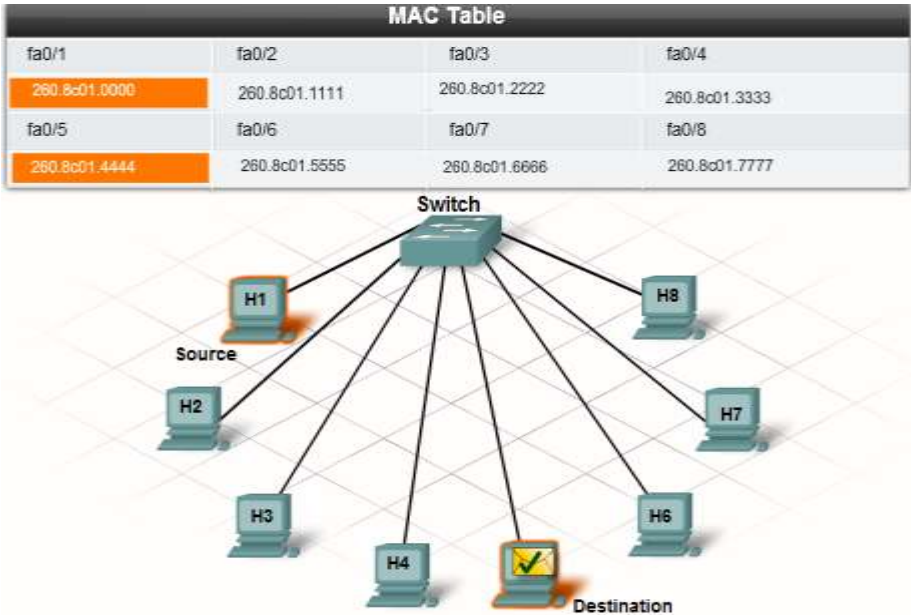 MAC Table
fa0/1 fa0/2 fa0/3 fa0/4
260.8c01.0000 260.8c01.1111 260.8c01.2222 260.8c01.3333
fa0/5 fa0/6 fa0/7 fa0/8
260.8c01.4444 260.8c01.5555 260.8c01.6666 260.8c01.7777
Switch
H1 H8
Source
H2 H7
H3 H6
H4
Destination